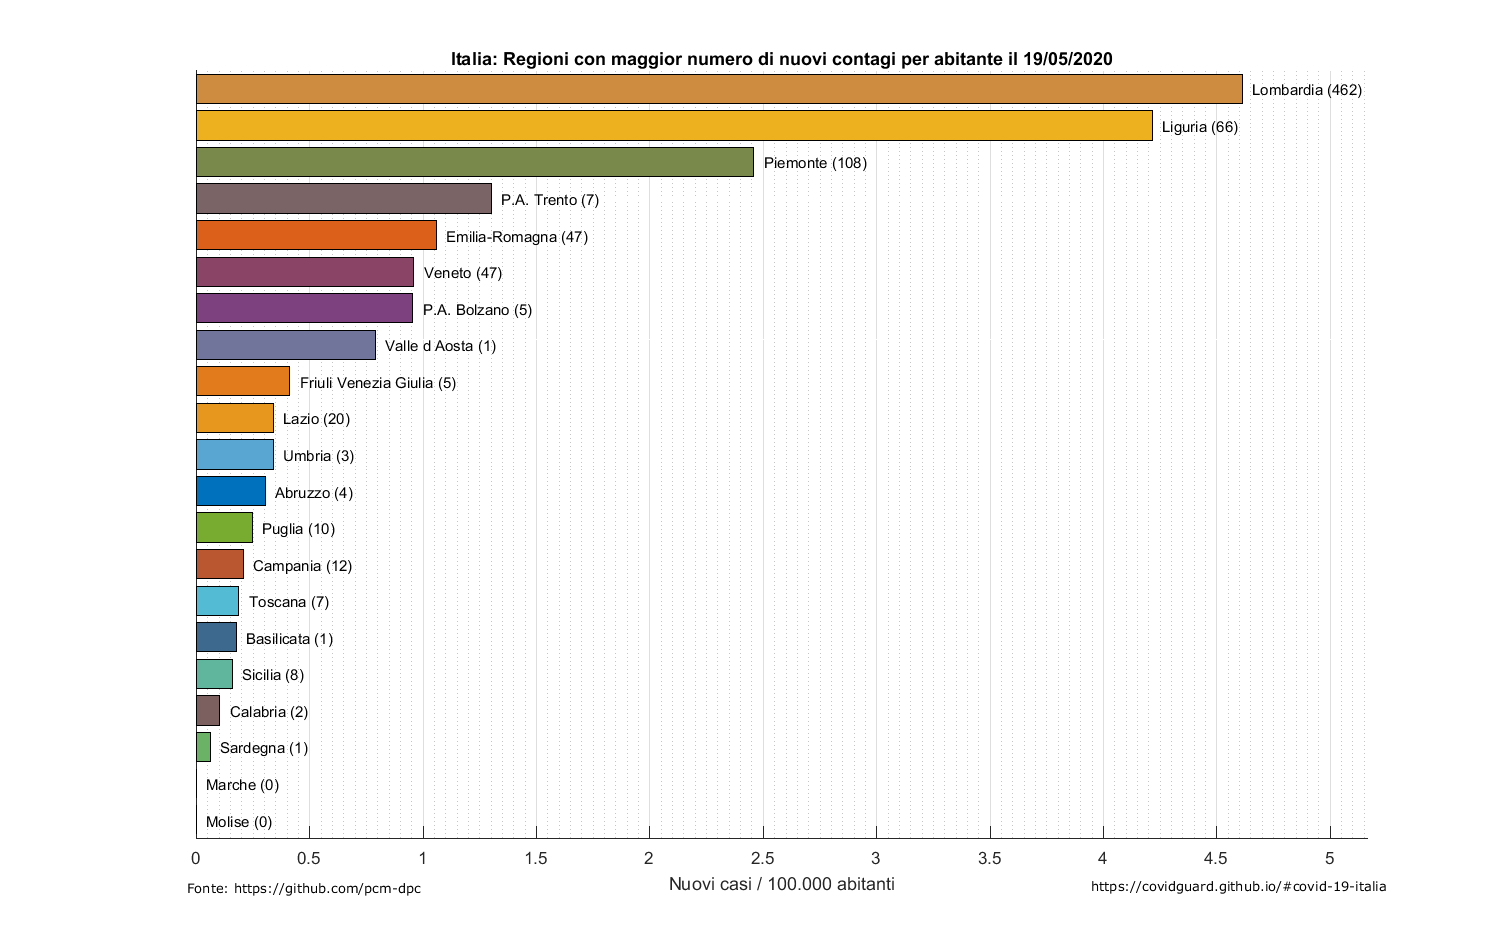 Italia: Regioni con maggior numero di nuovi contagi per abitante il 19/05/2020
Lombardia (462)
Liguria (66)
Piemonte (108)
P.A. Trento (7)
Emilia-Romagna (47)
Veneto (47)
P.A. Bolzano (5)
Valle d Aosta (1)
Friuli Venezia Giulia (5)
Lazio (20)
Umbria (3)
Abruzzo (4)
Puglia (10)
Campania (12)
Toscana (7)
Basilicata (1)
Sicilia (8)
Calabria (2)
Sardegna (1)
Marche (0)
Molise (0)
0 0.5 1 1.5 2 2.5 3 3.5 4 4.5 5
Nuovi casi / 100.000 abitanti
Fonte: https://github.com/pcm-dpc
https://covidguard.github.io/#covid-19-italia